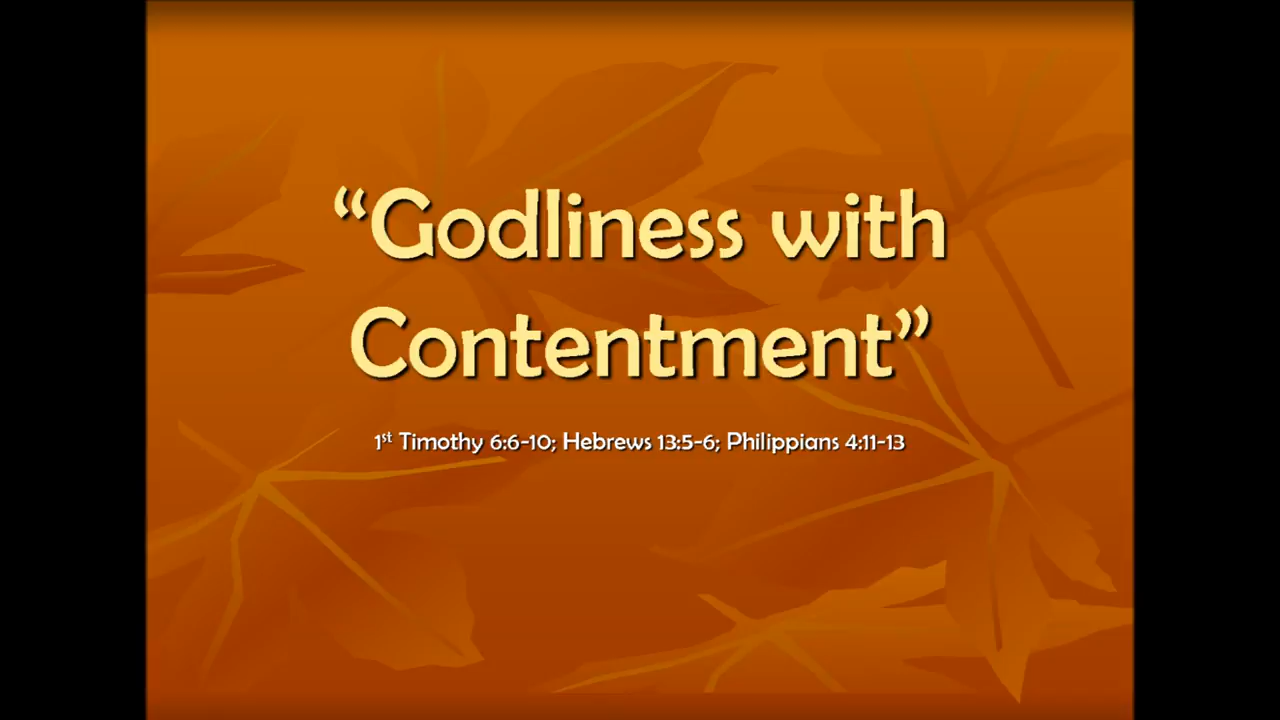 “Godliness with
Contentment”
1st Timothy 6:6-10; Hebrews 13:5-6; Philippians 4:11-13